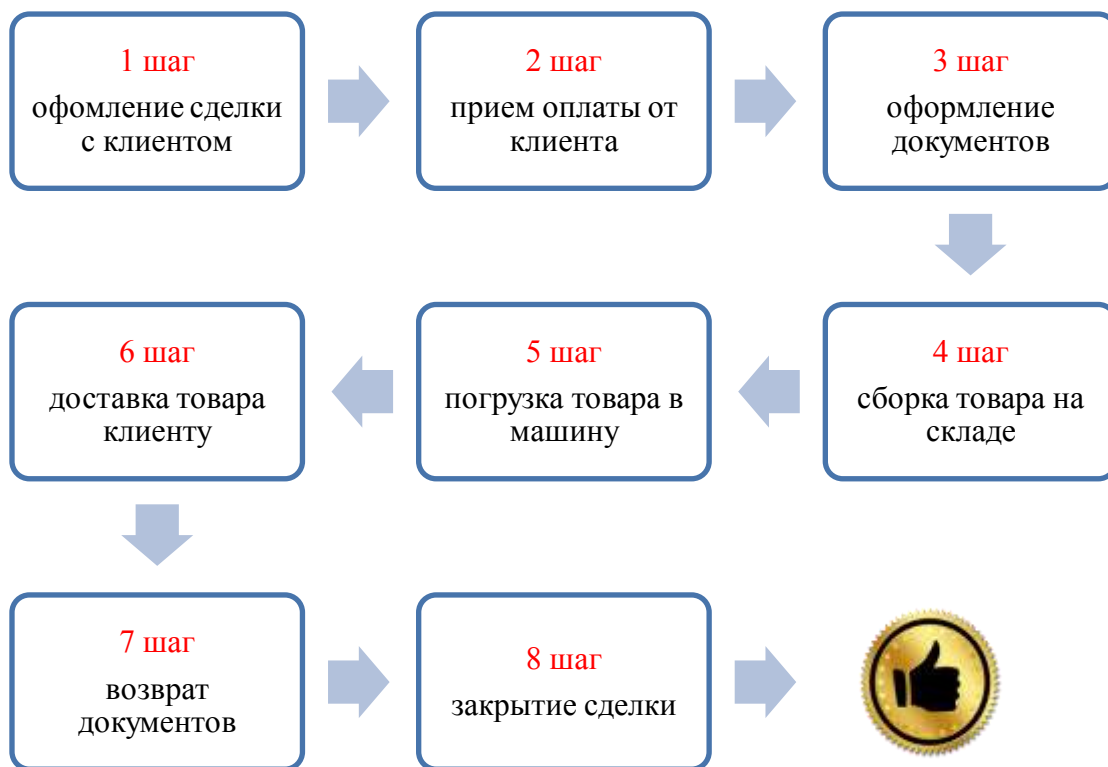 1 шаг
офомление сделки
с клиентом
2 шаг
прием оплаты от
клиента
3 шаг
оформление
документов
4 шаг
сборка товара на
складе
5 шаг
погрузка товара в
машину
6 шаг
доставка товара
клиенту
7 шаг
возврат
документов
8 шаг
закрытие сделки